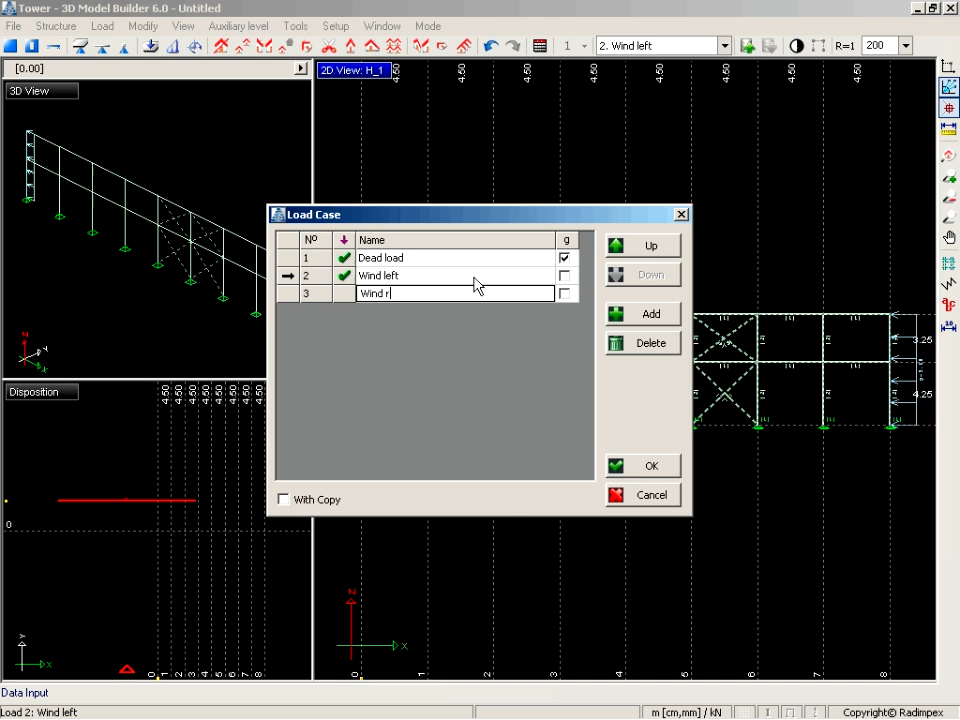 Tower - 3D Model Builder 6.0 - Untitled
File Structure Load Modify View Auxiliary level Tools Setup Window Mode
1 2. Wind left R=1 200
[0.00]
2D View: H_1
4.50 4.50 4.50 4.50 4.50 4.50 4.50 4.50
3D View
Load Case
Nº Name g
1 Dead load
2 Wind left
3 Wind r
Up
Down
Add
Delete
OK
Cancel
With Copy
3.25
4.25
Z
Y
X
Disposition
4.50 4.50 4.50 4.50 4.50 4.50 4.50 4.50
0
Y
X
0 1 2 3 4 5 6 7 8
Z
X
0 1 2 3 4 5 6 7 8
Data Input
Load 2: Wind left
m [cm,mm] / kN
Copyright© Radimpex